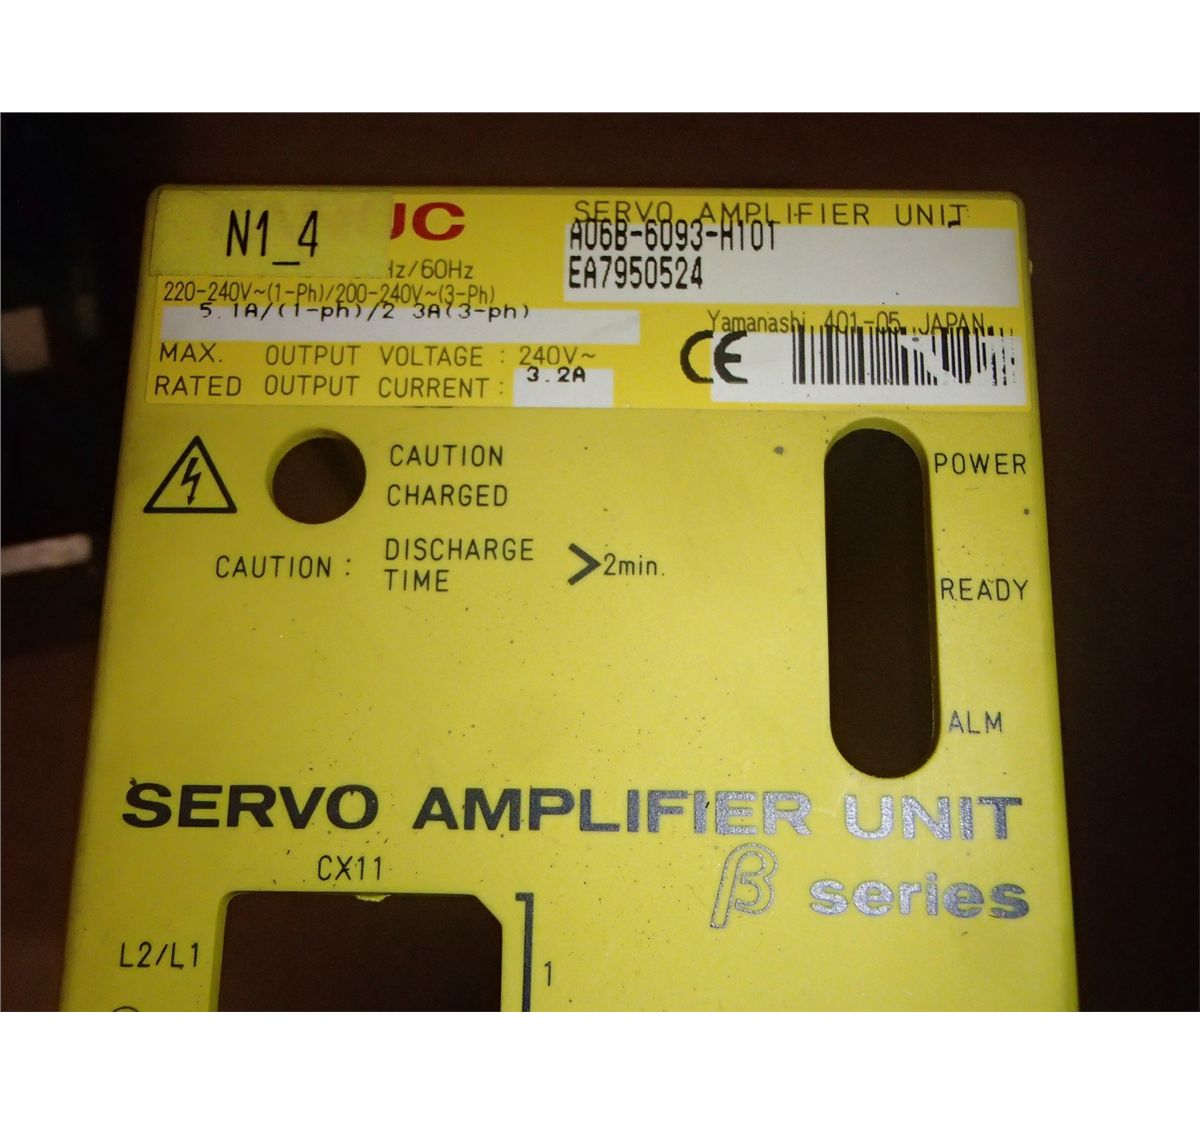 N1_4
UC
Hz/60Hz
220-240V~(1-Ph)/200-240V~(3-Ph)
5.1A/(1-ph)/2 3A(3-ph)
MAX. OUTPUT VOLTAGE : 240V~
RATED OUTPUT CURRENT : 3.2A
SERVO AMPLIFIER UNIT
A06B-6093-H101
EA7950524
Yamanashi 401-05 JAPAN
CE
CAUTION
CHARGED
CAUTION : DISCHARGE
TIME >2min.
POWER
READY
ALM
SERVO AMPLIFIER UNIT
β series
CX11
L2/L1
1